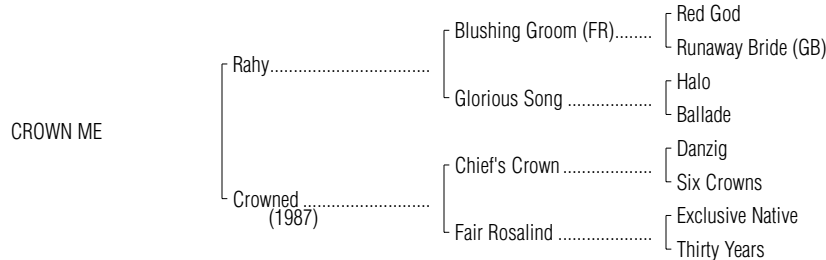 Red God
Blushing Groom (FR)........
Runaway Bride (GB)
Rahy.................................
Halo
Glorious Song ..................
Ballade
CROWN ME
Danzig
Chief's Crown ...................
Six Crowns
Crowned ..........................
(1987)
Exclusive Native
Fair Rosalind ....................
Thirty Years